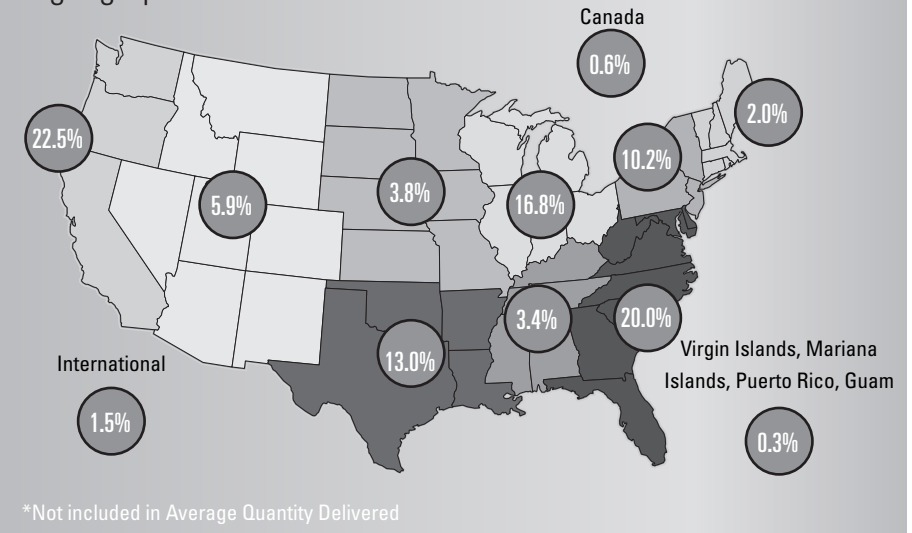 Canada
0.6%
2.0%
22.5%
10.2%
5.9%
3.8%
16.8%
3.4%
20.0%
13.0%
Virgin Islands, Mariana
Islands, Puerto Rico, Guam
International
1.5%
0.3%
*Not included in Average Quantity Delivered